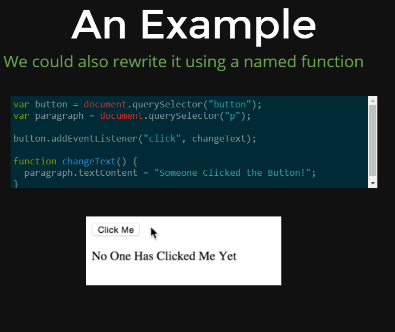 An Example
We could also rewrite it using a named function
var button = document.querySelector("button");
var paragraph = document.querySelector("p");
button.addEventListener("click", changeText);
function changeText() {
paragraph.textContent = "Someone Clicked the Button!";
}
Click Me
No One Has Clicked Me Yet